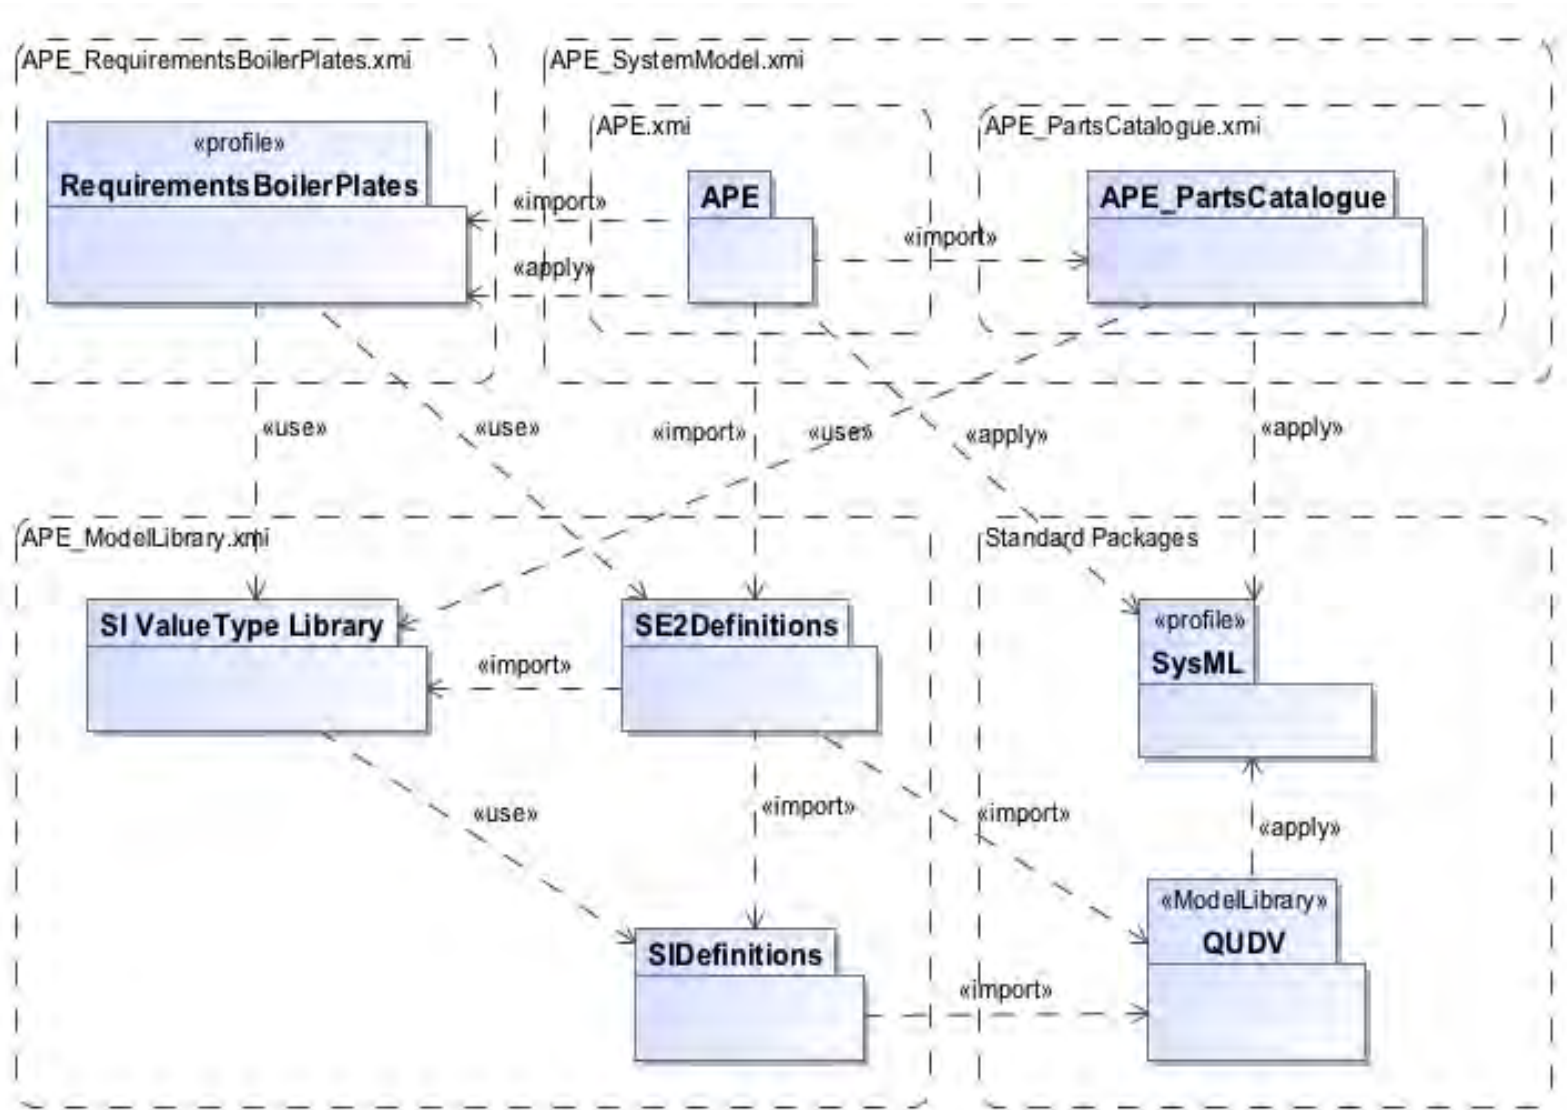 APE_RequirementsBoilerPlates.xmi
APE_SystemModel.xmi
APE.xmi
APE_PartsCatalogue.xmi
«profile»
RequirementsBoilerPlates
APE
APE_PartsCatalogue
«import»
«import»
«apply»
«use»
«use»
«import»
«use»
«apply»
«apply»
APE_ModelLibrary.xmi
Standard Packages
SI ValueType Library
SE2Definitions
«profile»
SysML
«import»
«use»
«import»
«import»
«apply»
«ModelLibrary»
QUDV
SIDefinitions
«import»